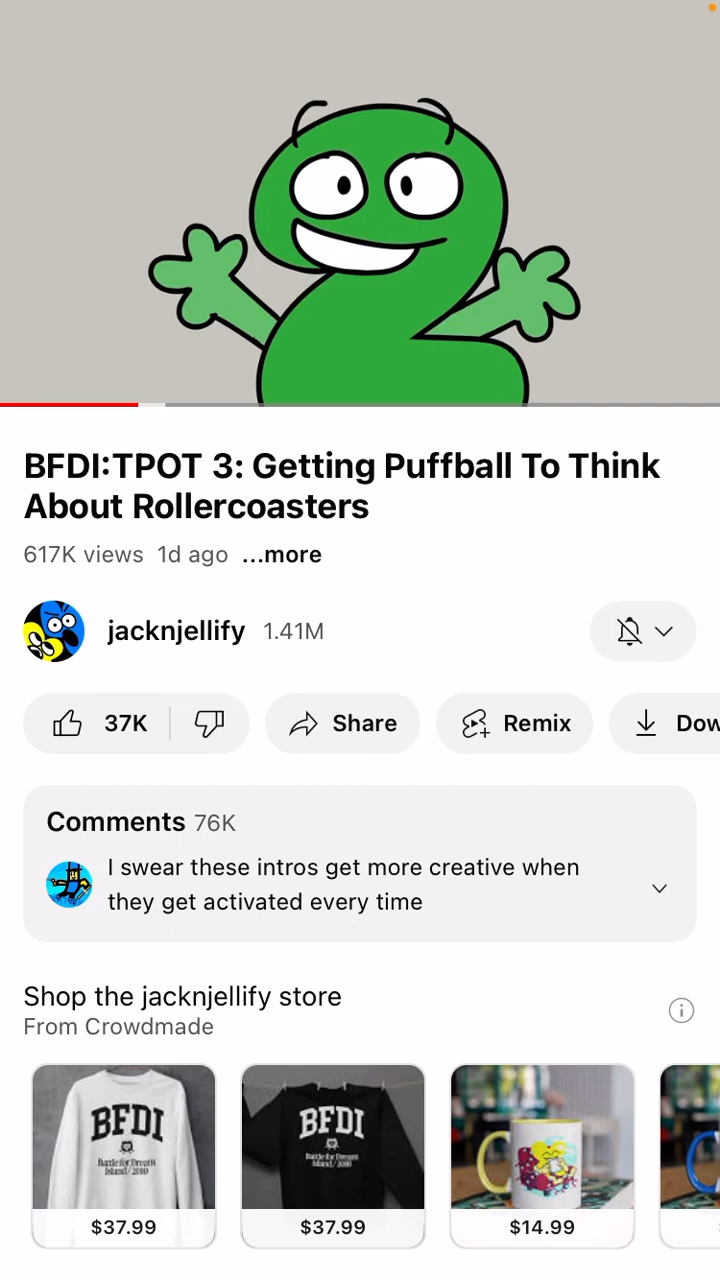 BFDI:TPOT 3: Getting Puffball To Think
About Rollercoasters
617K views 1d ago ...more
jacknjellify 1.41M
37K Share Remix Dow
Comments 76K
I swear these intros get more creative when
they get activated every time
Shop the jacknjellify store
From Crowdmade
BFDI
Battle for Dream
Island/2010
BFDI
Battle for Dream
Island/2010
$37.99 $37.99 $14.99